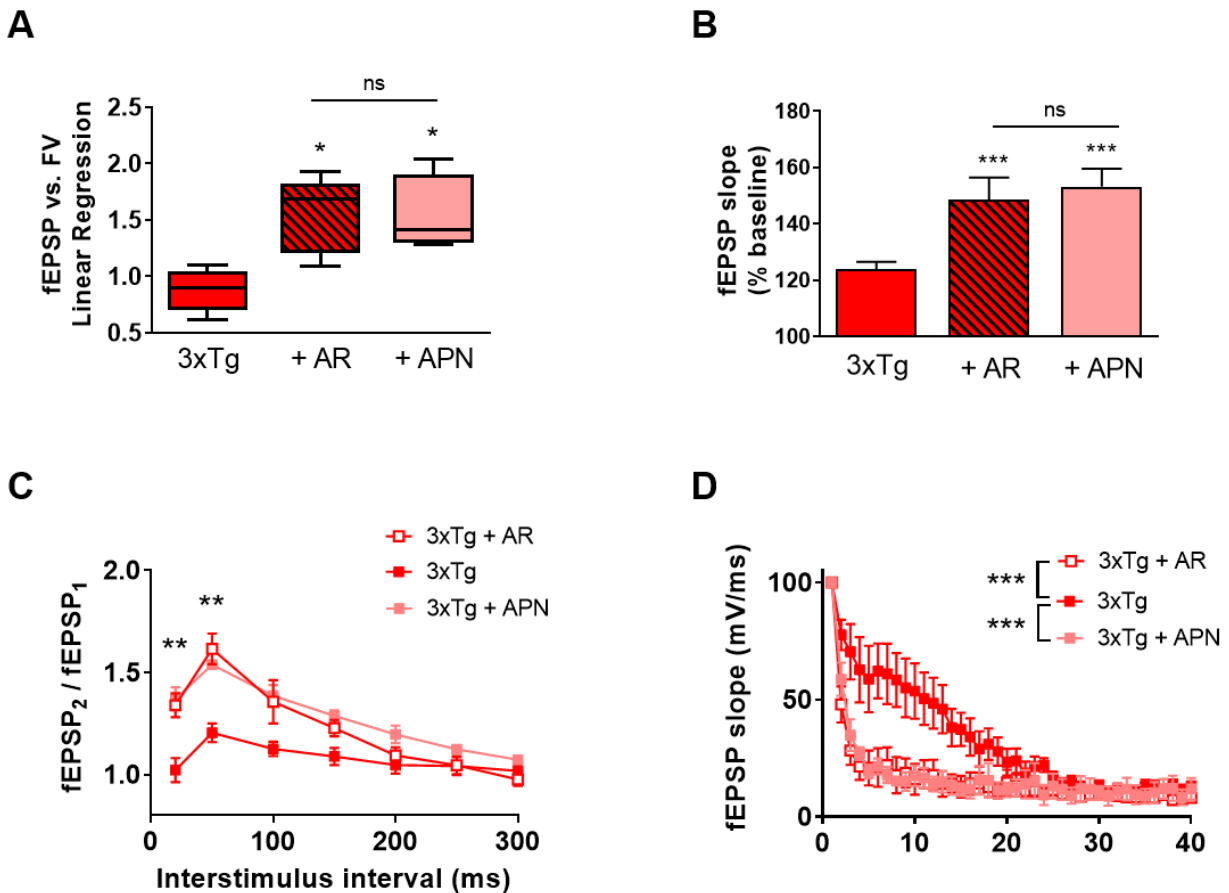 A
ns
2.5
2.0
1.5
1.0
0.5
*
*
fEPSP vs. FV
Linear Regression
3xTg
+ AR
+ APN
B
ns
180
160
140
120
100
***
***
fEPSP slope
(% baseline)
3xTg
+ AR
+ APN
C
3xTg + AR
3xTg
3xTg + APN
2.0
1.5
1.0
**
**
fEPSP2 / fEPSP1
0
100
200
300
Interstimulus interval (ms)
D
3xTg + AR
3xTg
3xTg + APN
***
***
100
50
0
fEPSP slope (mV/ms)
0
10
20
30
40